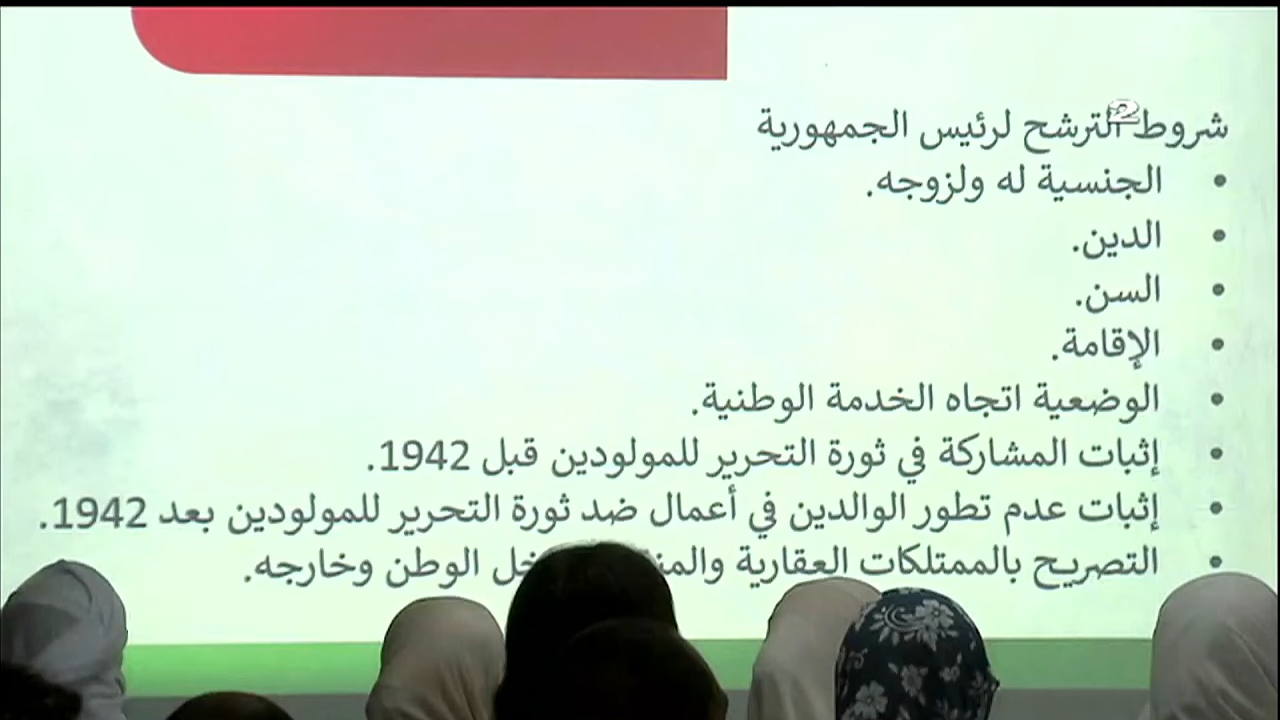 شروط الترشح لرئيس الجمهورية
2
• الجنسية له ولزوجه.
• الدين.
• السن.
• الإقامة.
• الوضعية اتجاه الخدمة الوطنية.
• إثبات المشاركة في ثورة التحرير للمولودين قبل 1942.
• إثبات عدم تطور الوالدين في أعمال ضد ثورة التحرير للمولودين بعد 1942.
• التصريح بالممتلكات العقارية الوطن وخارجه.